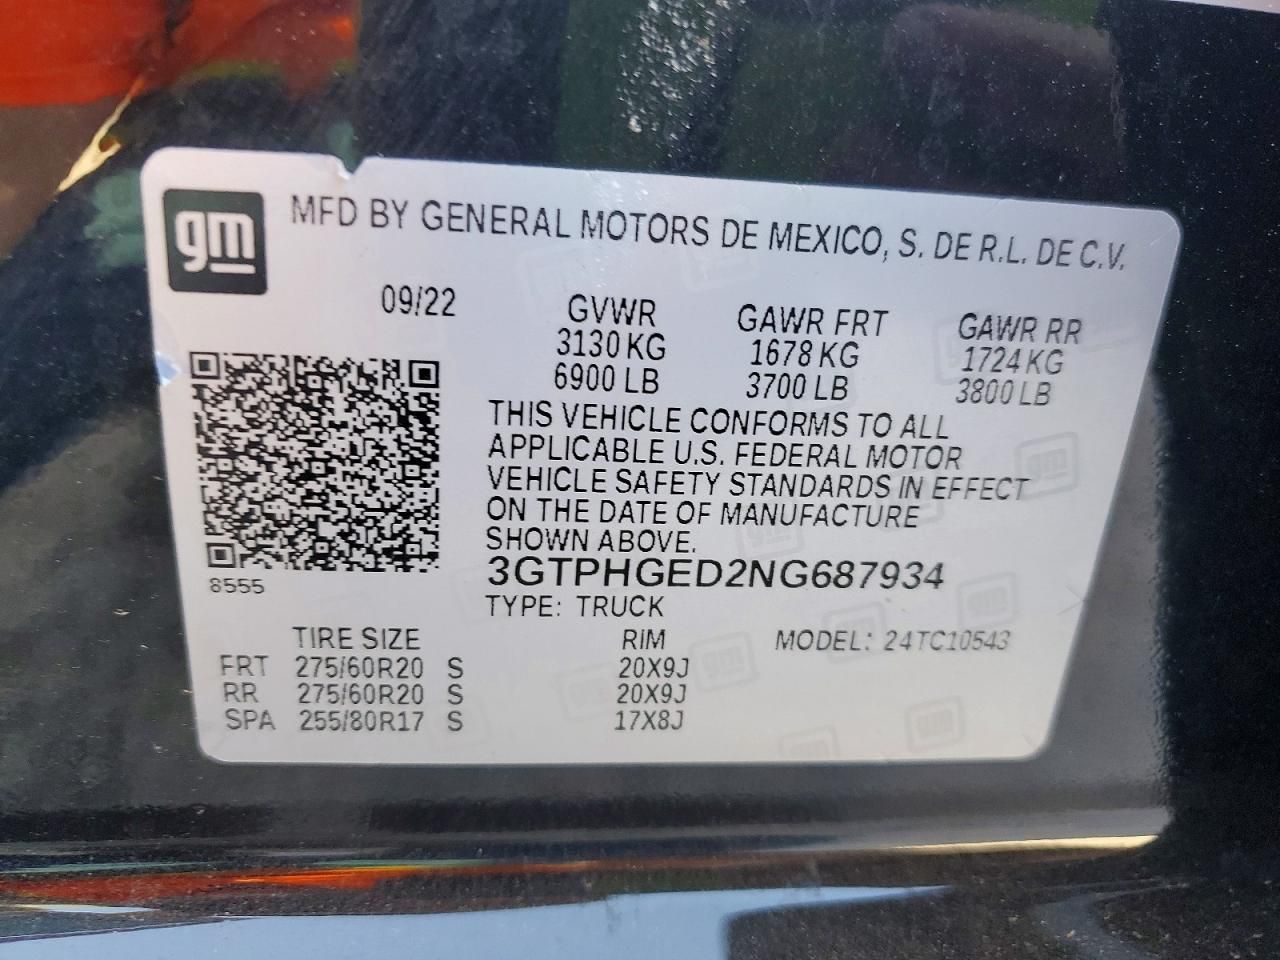 gm
MFD BY GENERAL MOTORS DE MEXICO, S. DE R.L. DE C.V.
09/22
GVWR GAWR FRT GAWR RR
3130 KG 1678 KG 1724 KG
6900 LB 3700 LB 3800 LB
THIS VEHICLE CONFORMS TO ALL
APPLICABLE U.S. FEDERAL MOTOR
VEHICLE SAFETY STANDARDS IN EFFECT
ON THE DATE OF MANUFACTURE
SHOWN ABOVE.
8555
3GTPHGED2NG687934
TYPE: TRUCK
TIRE SIZE RIM MODEL: 24TC10543
FRT 275/60R20 S 20X9J
RR 275/60R20 S 20X9J
SPA 255/80R17 S 17X8J